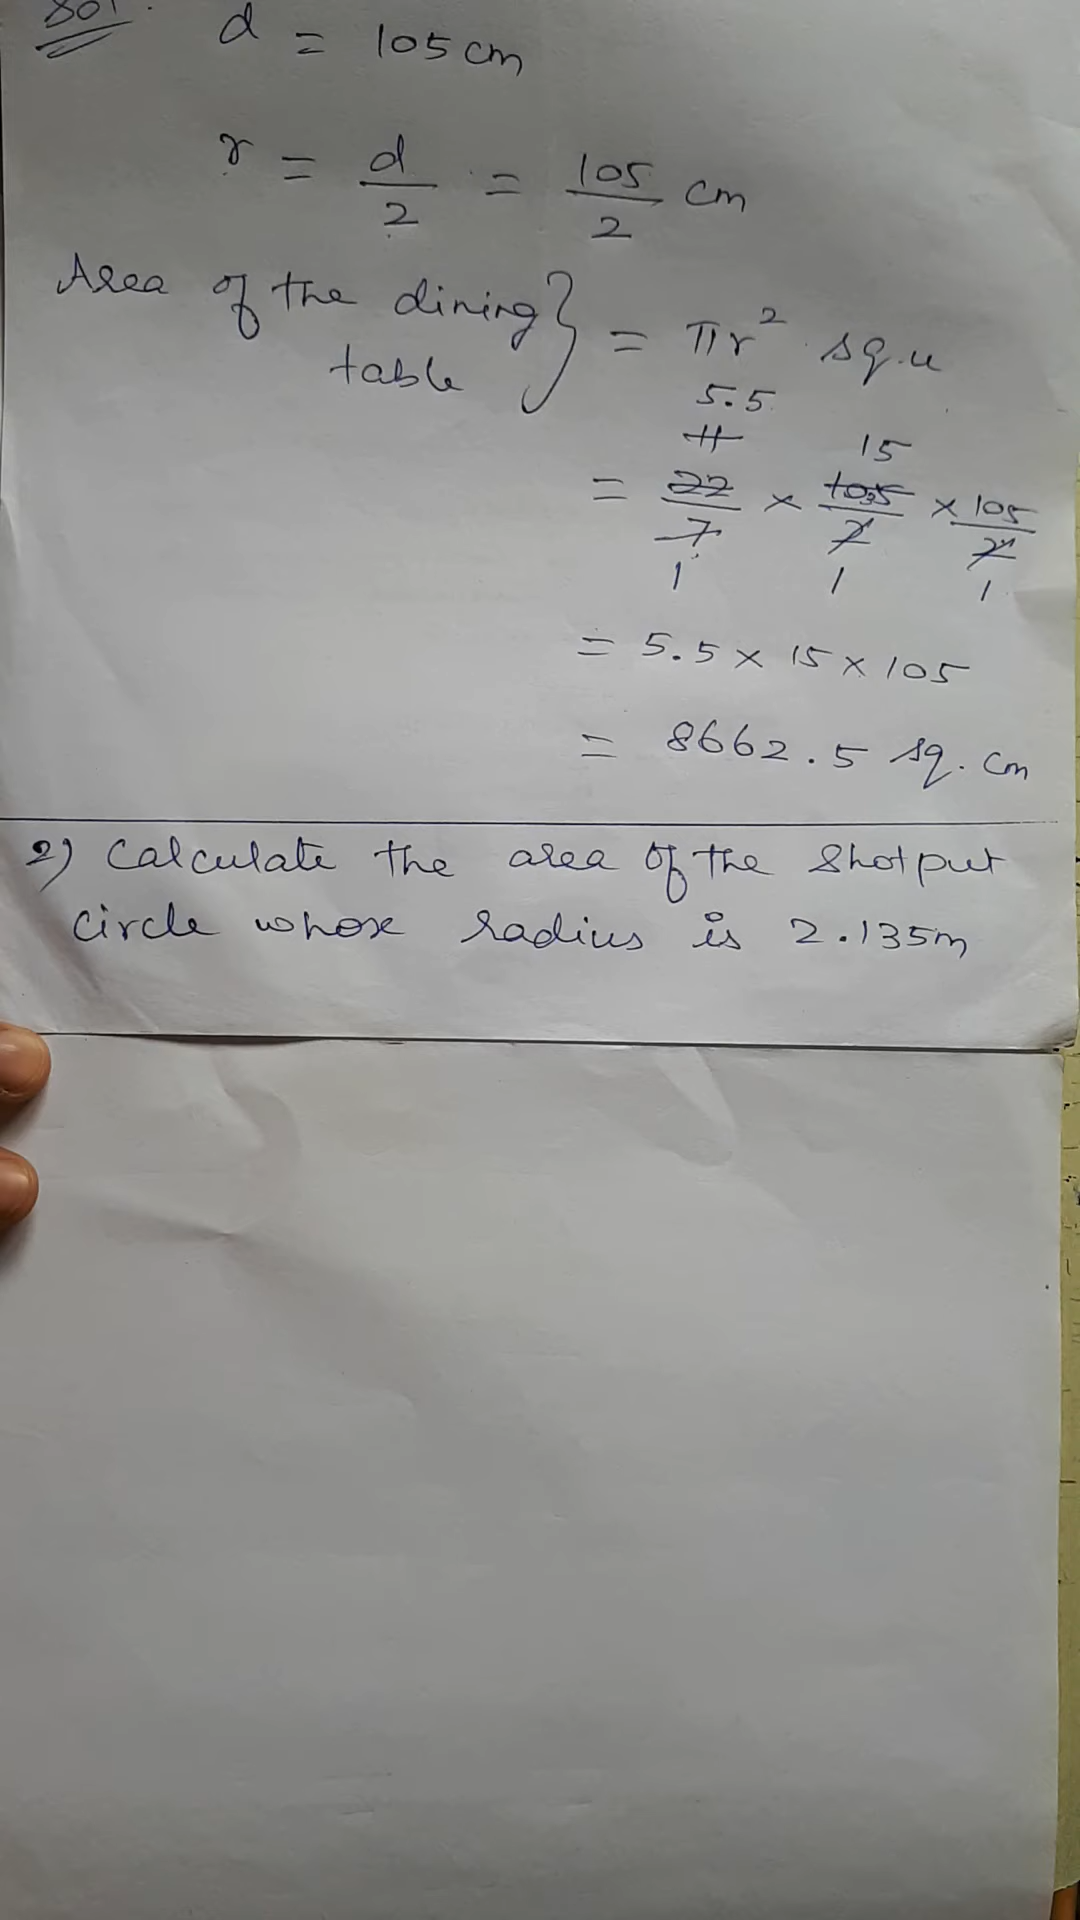 Sol.
d = 105 cm
r = d/2 = 105/2 cm
Area of the dining table } = πr² sq.u
5.5
11 15
= 22/7 × 105/2 × 105/2
1 1 1
= 5.5 × 15 × 105
= 8662.5 sq. cm
2) Calculate the area of the shotput
circle whose radius is 2.135m